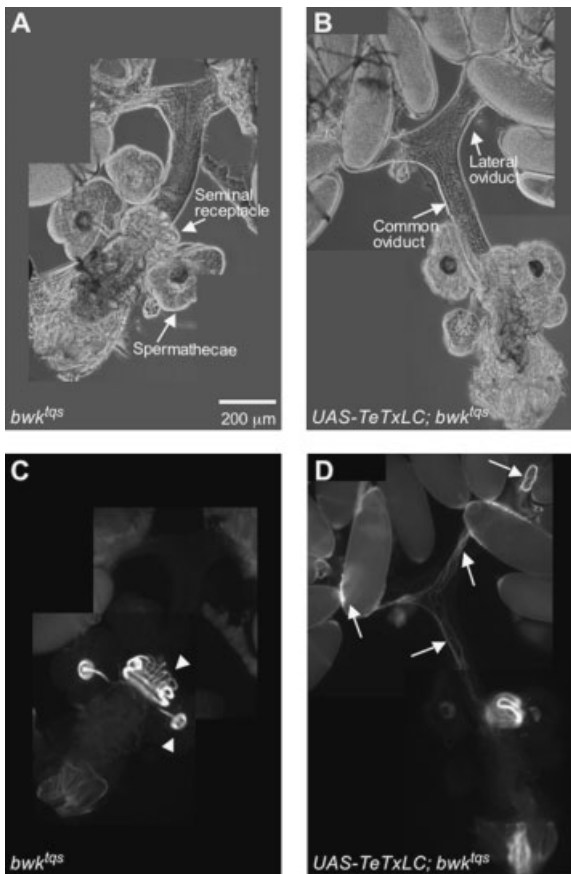 A
Seminal
receptacle
Spermathecae
bwktqs
200 μm
B
Lateral
oviduct
Common
oviduct
UAS-TeTxLC; bwktqs
C
bwktqs
D
UAS-TeTxLC; bwktqs